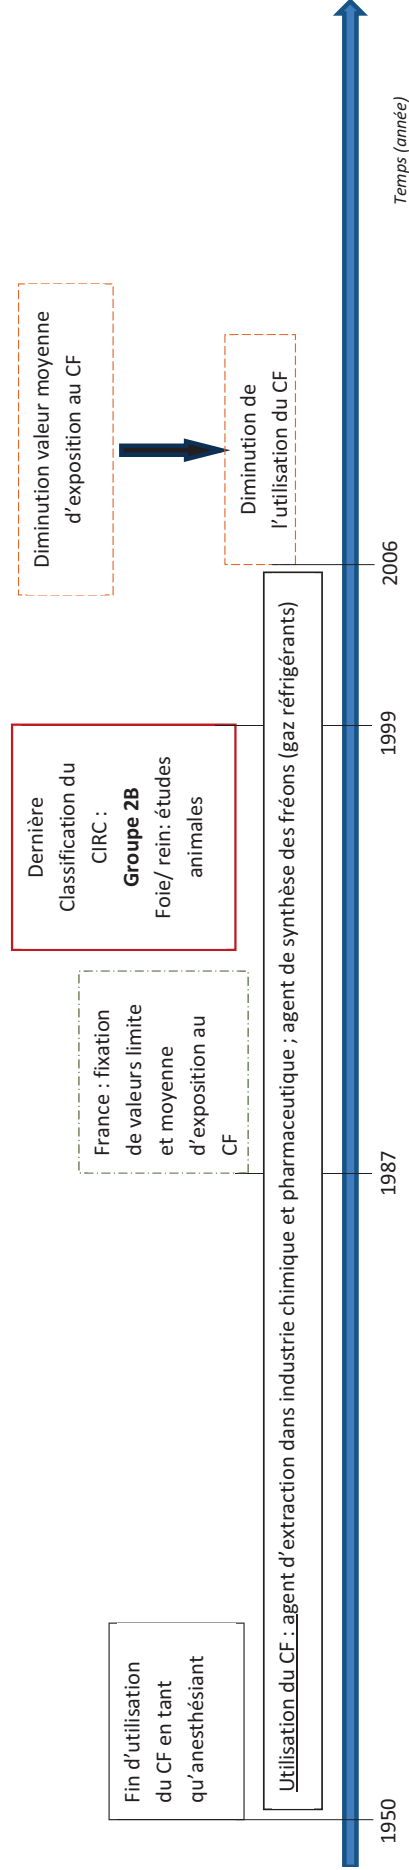 Fin d'utilisation
du CF en tant
qu'anesthésiant
France : fixation
de valeurs limite
et moyenne
d'exposition au
CF
Dernière
Classification du
CIRC :
Groupe 2B
Foie/ rein: études
animales
Diminution valeur moyenne
d'exposition au CF
Diminution de
l'utilisation du CF
Utilisation du CF : agent d'extraction dans industrie chimique et pharmaceutique ; agent de synthèse des fréons (gaz réfrigérants)
1950
1987
1999
2006
Temps (année)